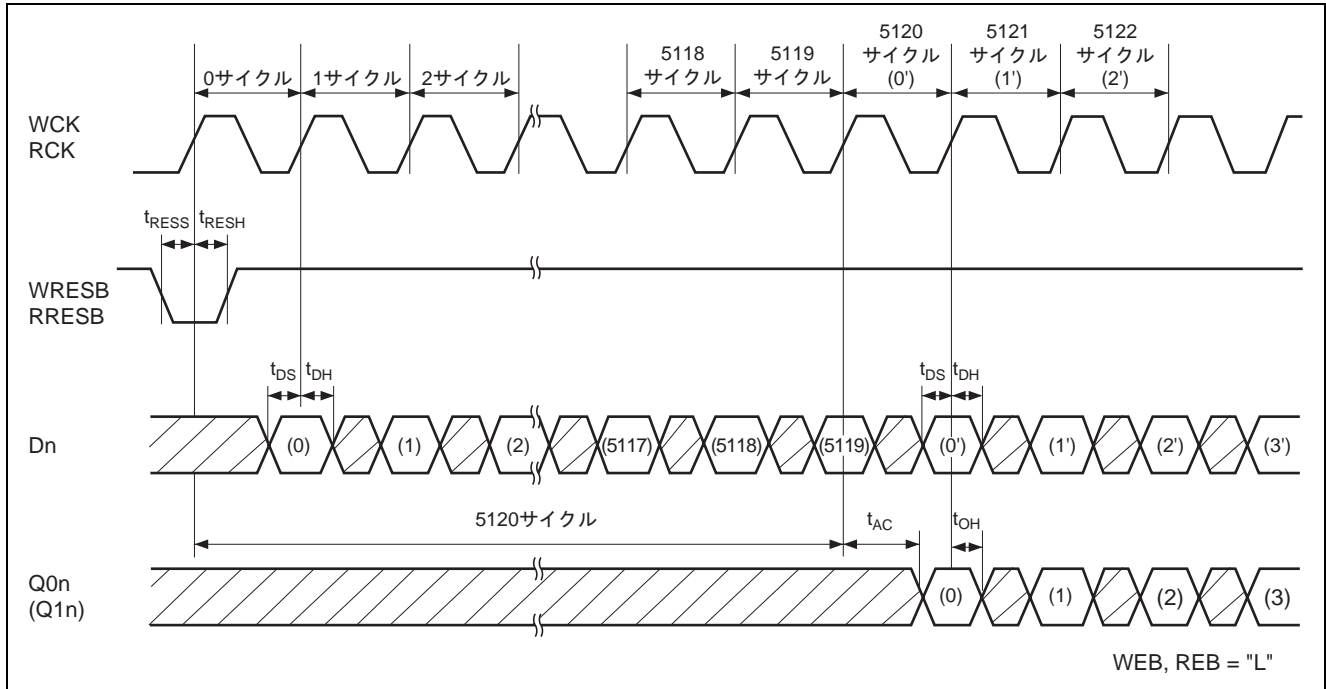 5120
サイクル
(0')
5121
サイクル
(1')
5122
サイクル
(2')
5118
サイクル
5119
サイクル
0サイクル 1サイクル 2サイクル
WCK
RCK
tRESS tRESH
WRESB
RRESB
tDS tDH tDS tDH
Dn (0) (1) (2) (5117) (5118) (5119) (0') (1') (2') (3')
5120サイクル tAC tOH
Q0n
(Q1n)
(0) (1) (2) (3)
WEB, REB = "L"